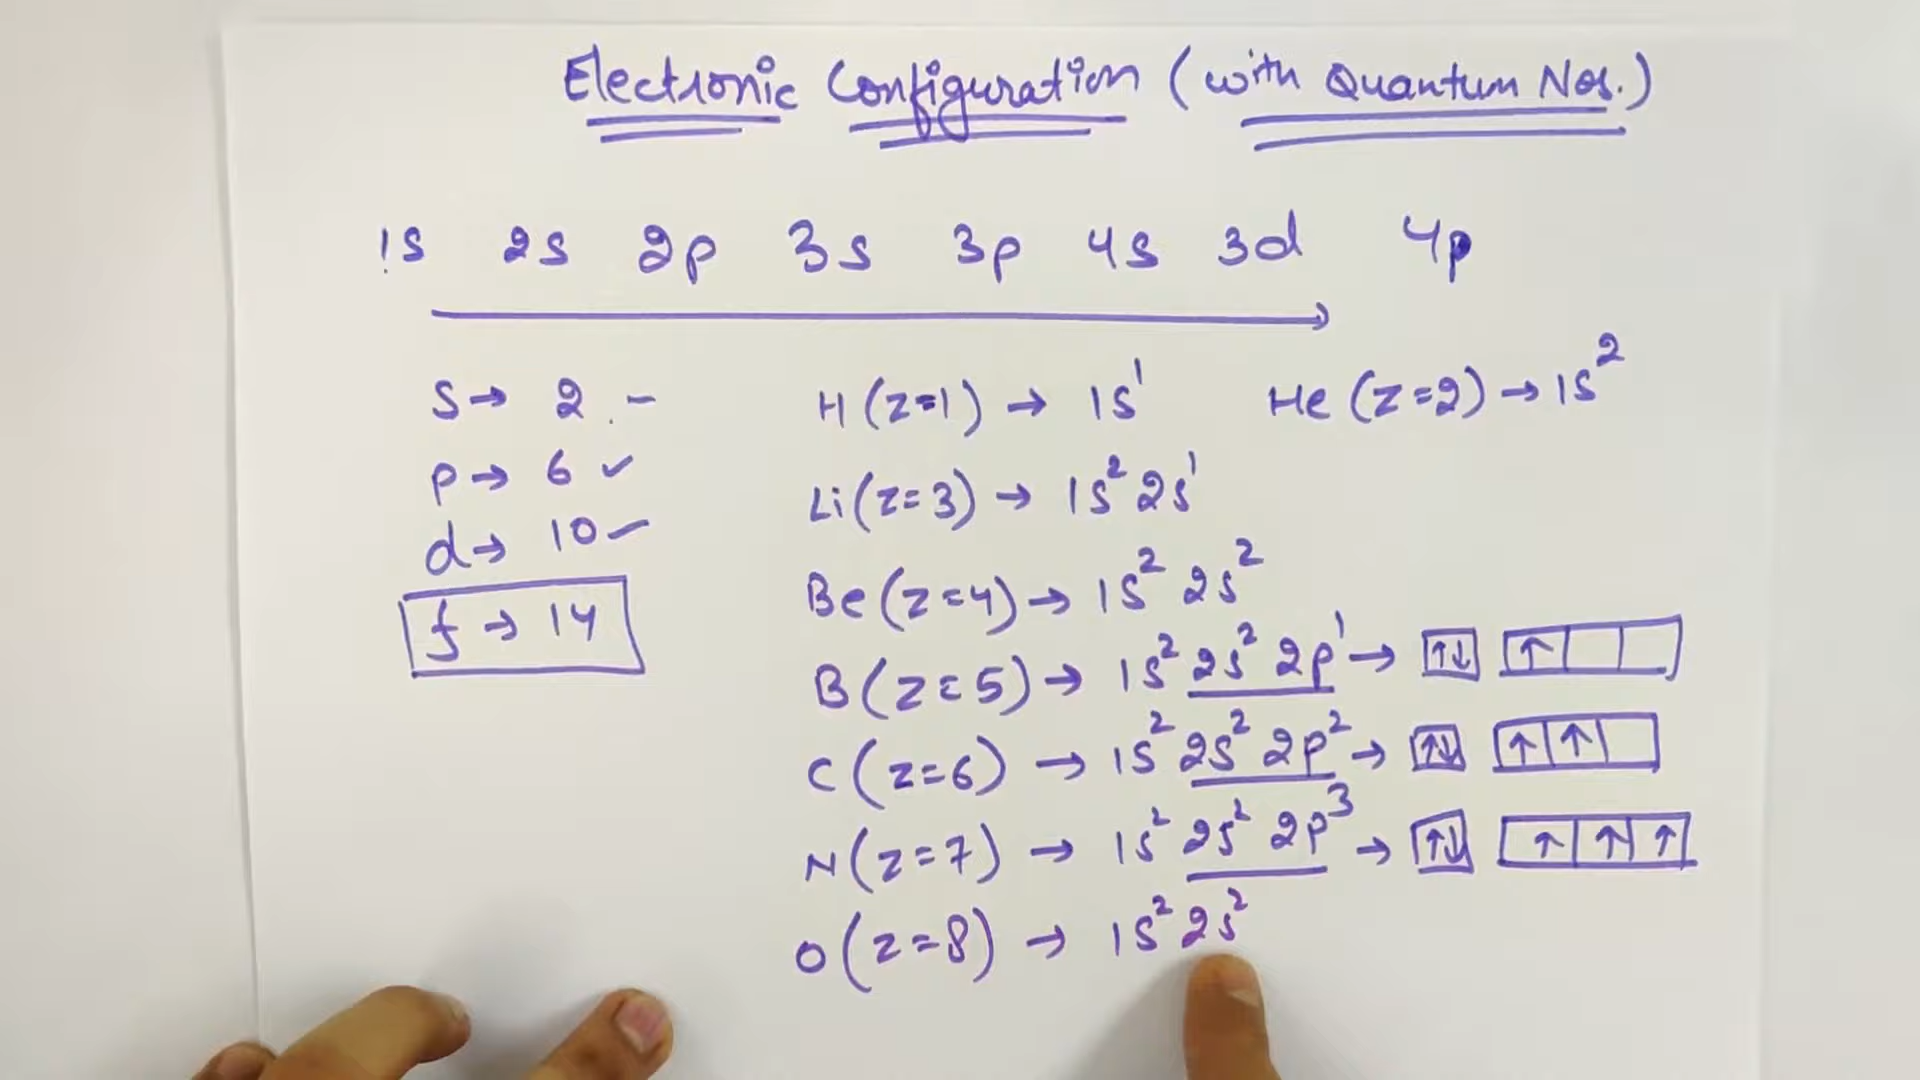 Electronic Configuration (with Quantum Nos.)
1s 2s 2p 3s 3p 4s 3d 4p
s → 2
p → 6 ✓
d → 10
f → 14
H (z=1) → 1s¹ He (z=2) → 1s²
Li (z=3) → 1s² 2s¹
Be (z=4) → 1s² 2s²
B (z=5) → 1s² 2s² 2p¹ → ↑↓ ↑
C (z=6) → 1s² 2s² 2p² → ↑↓ ↑ ↑
N (z=7) → 1s² 2s² 2p³ → ↑↓ ↑ ↑ ↑
O (z=8) → 1s² 2s²